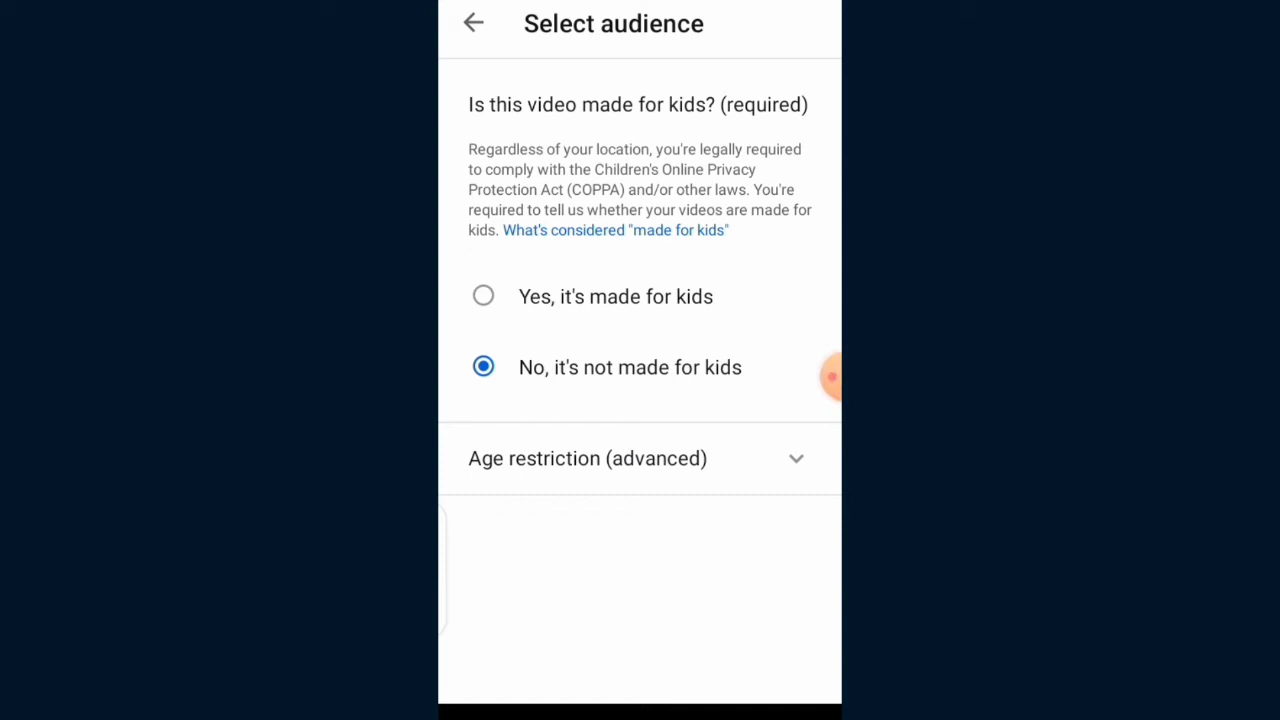 Select audience
Is this video made for kids? (required)
Regardless of your location, you're legally required
to comply with the Children's Online Privacy
Protection Act (COPPA) and/or other laws. You're
required to tell us whether your videos are made for
kids. What's considered "made for kids"
Yes, it's made for kids
No, it's not made for kids
Age restriction (advanced)